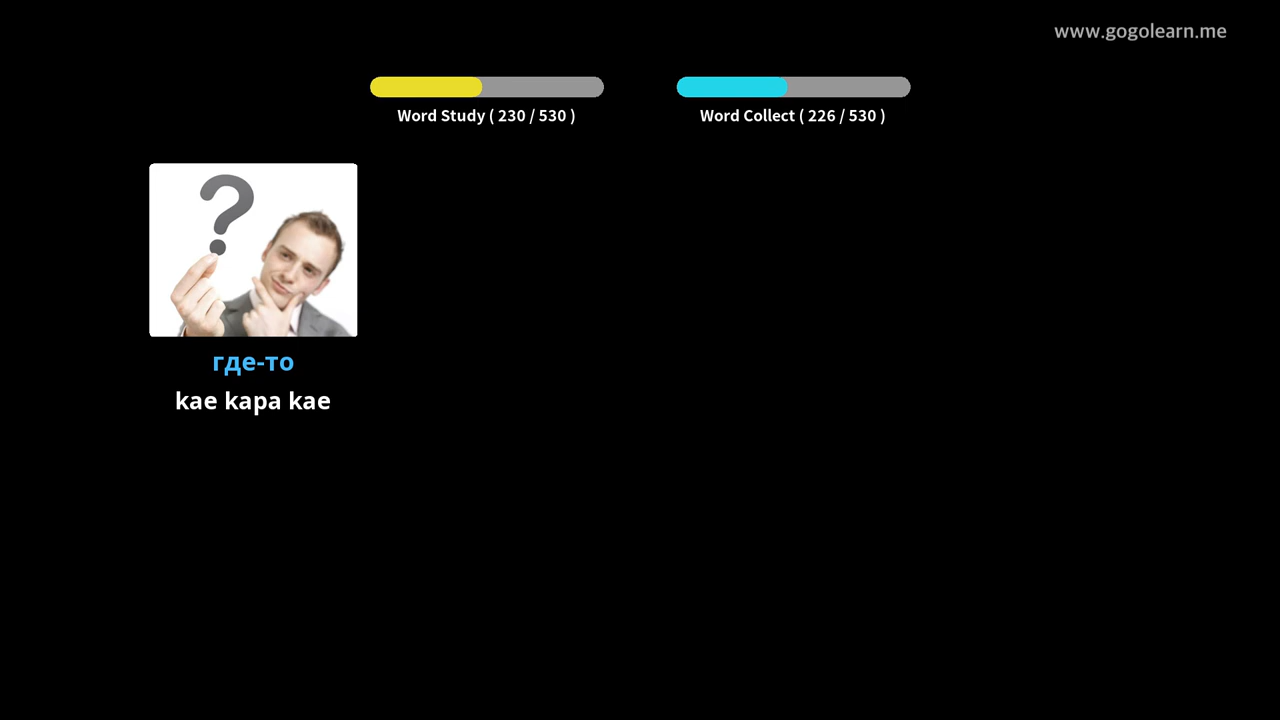 www.gogolearn.me
Word Study ( 230 / 530 )
Word Collect ( 226 / 530 )
?
где-то
kae kapa kae